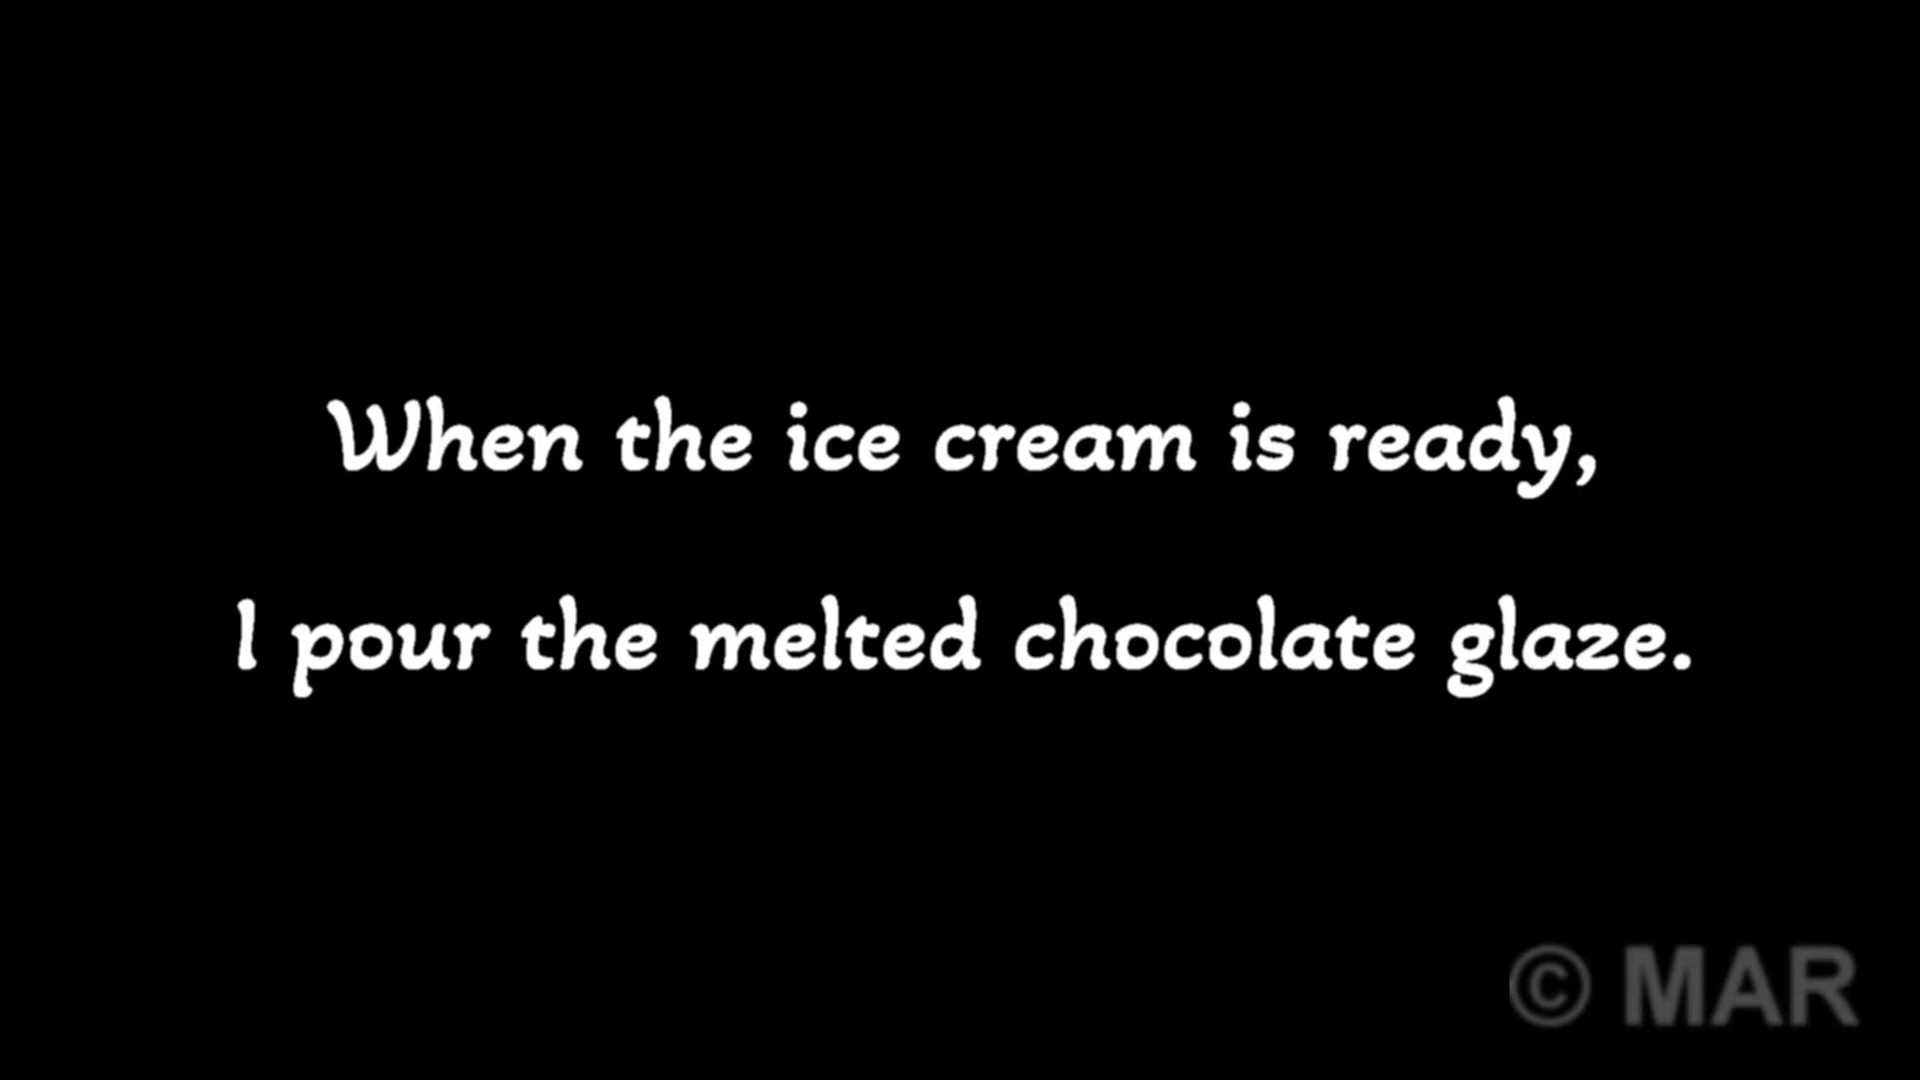 When the ice cream is ready,
I pour the melted chocolate glaze.
© MAR